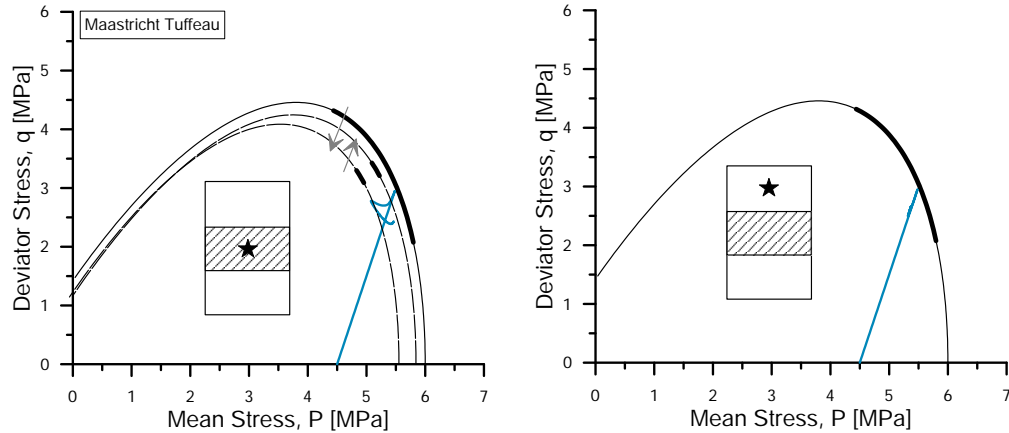 Maastricht Tuffeau
6
5
4
3
2
1
0
Deviator Stress, q [MPa]
0 1 2 3 4 5 6 7
Mean Stress, P [MPa]
6
5
4
3
2
1
0
Deviator Stress, q [MPa]
0 1 2 3 4 5 6 7
Mean Stress, P [MPa]